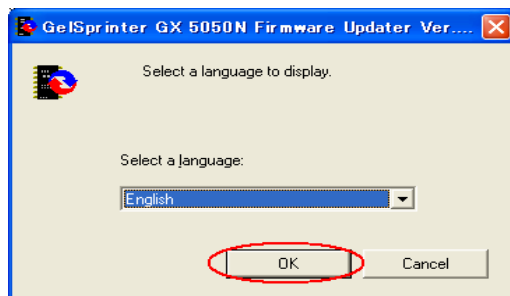 GelSprinter GX 5050N Firmware Updater Ver....
Select a language to display.
Select a language:
English
OK
Cancel